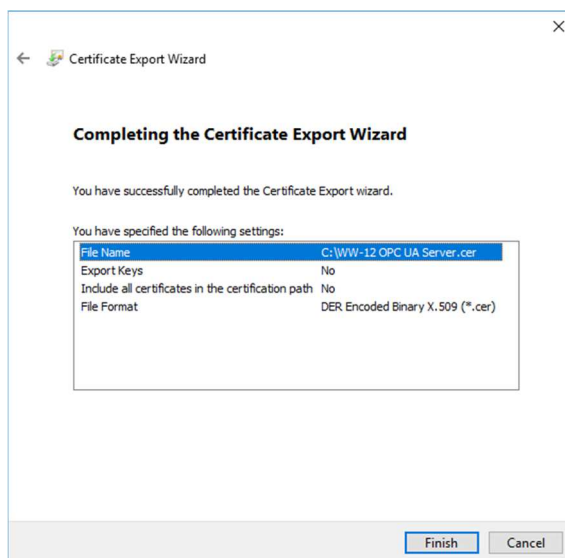 Certificate Export Wizard
Completing the Certificate Export Wizard
You have successfully completed the Certificate Export wizard.
You have specified the following settings:
File Name C:\WW-12 OPC UA Server.cer
Export Keys No
Include all certificates in the certification path No
File Format DER Encoded Binary X.509 (*.cer)
Finish Cancel